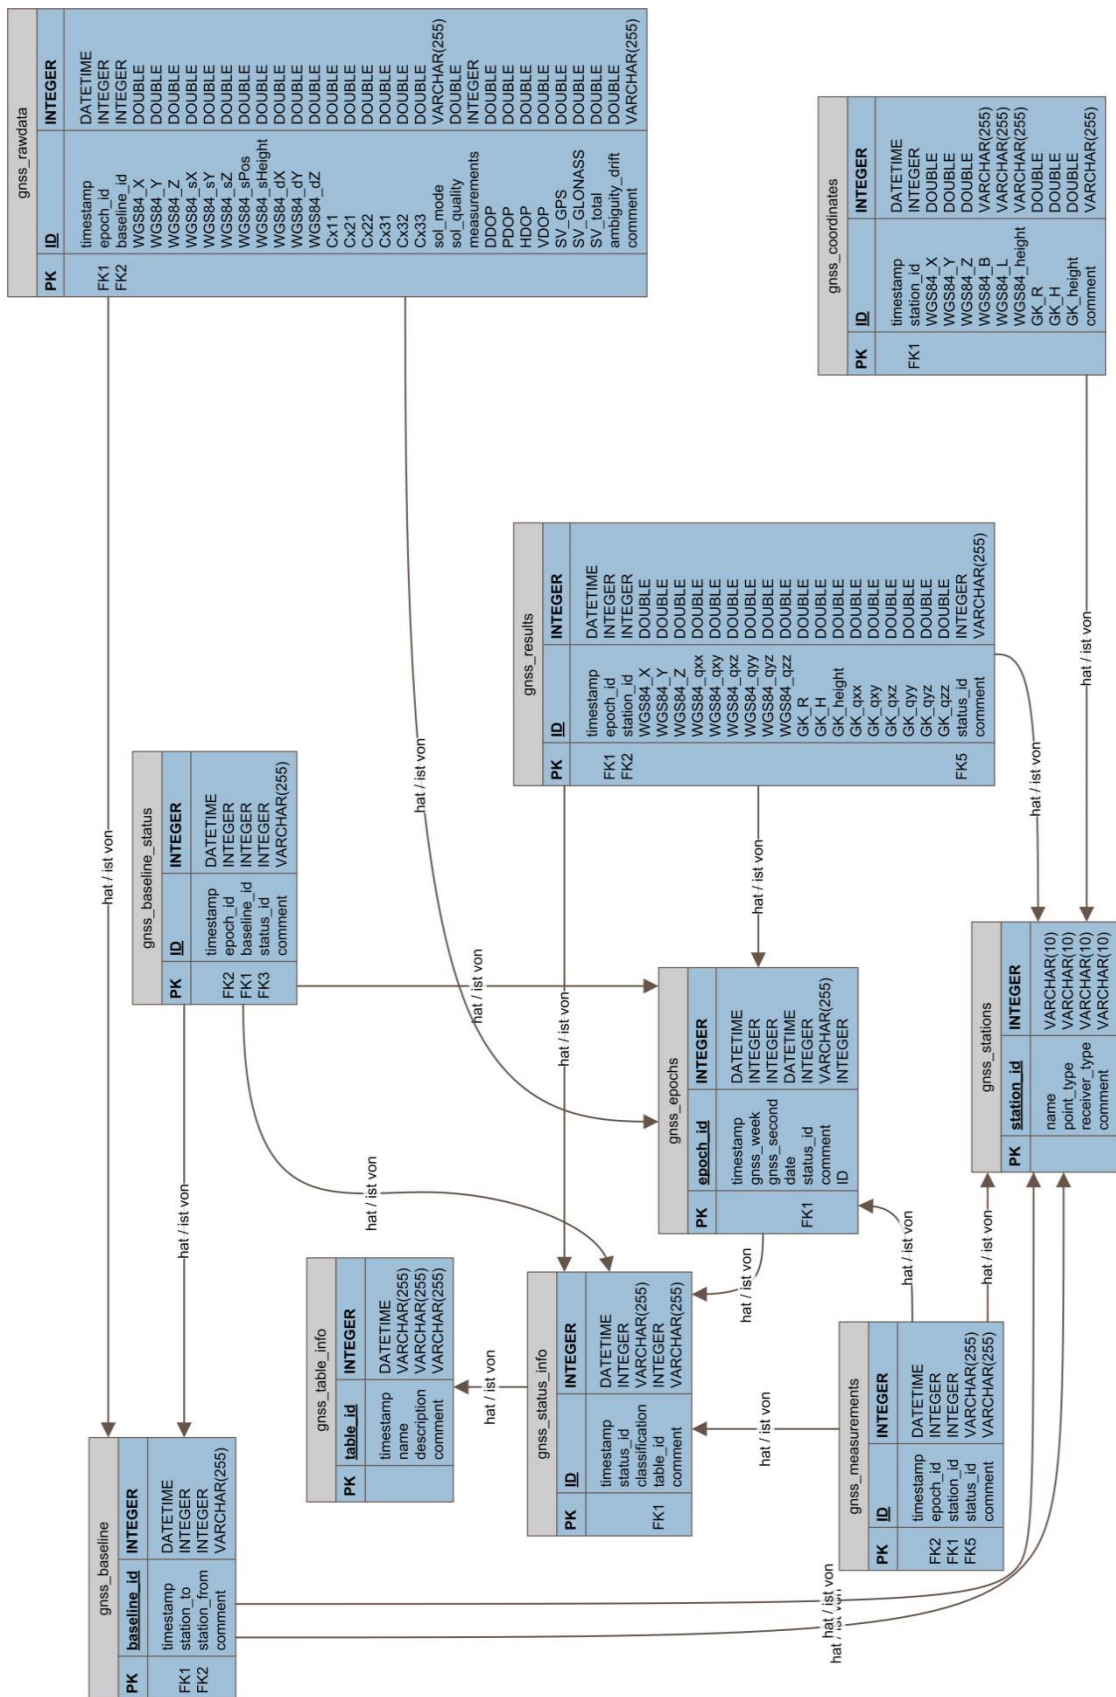 gnss_baseline
PK baseline_id INTEGER
timestamp DATETIME
FK1 station_to INTEGER
FK2 station_from INTEGER
comment VARCHAR(255)
hat / ist von
hat / ist von
gnss_rawdata
PK ID INTEGER
timestamp DATETIME
FK1 epoch_id INTEGER
FK2 baseline_id INTEGER
WGS84_X DOUBLE
WGS84_Y DOUBLE
WGS84_Z DOUBLE
WGS84_sX DOUBLE
WGS84_sY DOUBLE
WGS84_sZ DOUBLE
WGS84_sPos DOUBLE
WGS84_sHeight DOUBLE
WGS84_dX DOUBLE
WGS84_dY DOUBLE
WGS84_dZ DOUBLE
Cx11 DOUBLE
Cx21 DOUBLE
Cx22 DOUBLE
Cx31 DOUBLE
Cx32 DOUBLE
Cx33 DOUBLE
sol_mode VARCHAR(255)
sol_quality DOUBLE
measurements INTEGER
DDOP DOUBLE
PDOP DOUBLE
HDOP DOUBLE
VDOP DOUBLE
SV_GPS DOUBLE
SV_GLONASS DOUBLE
SV_total DOUBLE
ambiguity_drift DOUBLE
comment VARCHAR(255)
gnss_baseline_status
PK ID INTEGER
timestamp DATETIME
FK2 epoch_id INTEGER
FK1 baseline_id INTEGER
FK3 status_id INTEGER
comment VARCHAR(255)
gnss_table_info
PK table_id INTEGER
timestamp DATETIME
name VARCHAR(255)
description VARCHAR(255)
comment VARCHAR(255)
hat / ist von
hat / ist von
hat / ist von
hat / ist von
gnss_status_info
PK ID INTEGER
timestamp DATETIME
status_id INTEGER
classification VARCHAR(255)
FK1 table_id INTEGER
comment VARCHAR(255)
hat / ist von
gnss_results
PK ID INTEGER
timestamp DATETIME
FK1 epoch_id INTEGER
FK2 station_id INTEGER
WGS84_X DOUBLE
WGS84_Y DOUBLE
WGS84_Z DOUBLE
WGS84_qxx DOUBLE
WGS84_qxy DOUBLE
WGS84_qxz DOUBLE
WGS84_qyy DOUBLE
WGS84_qyz DOUBLE
WGS84_qzz DOUBLE
GK_R DOUBLE
GK_H DOUBLE
GK_height DOUBLE
GK_qxx DOUBLE
GK_qxy DOUBLE
GK_qxz DOUBLE
GK_qyy DOUBLE
GK_qyz DOUBLE
GK_qzz DOUBLE
FK5 status_id INTEGER
comment VARCHAR(255)
gnss_epochs
PK epoch_id INTEGER
timestamp DATETIME
gnss_week INTEGER
gnss_second INTEGER
date DATETIME
FK1 status_id INTEGER
comment VARCHAR(255)
ID INTEGER
hat / ist von
hat / ist von
hat / ist von
hat / ist von
hat / ist von
gnss_measurements
PK ID INTEGER
timestamp DATETIME
FK2 epoch_id INTEGER
FK1 station_id INTEGER
FK5 status_id VARCHAR(255)
comment VARCHAR(255)
hat / ist von
hat / ist von
hat / ist von
hat / ist von
gnss_stations
PK station_id INTEGER
name VARCHAR(10)
point_type VARCHAR(10)
receiver_type VARCHAR(10)
comment VARCHAR(10)
hat / ist von
gnss_coordinates
PK ID INTEGER
timestamp DATETIME
FK1 station_id INTEGER
WGS84_X DOUBLE
WGS84_Y DOUBLE
WGS84_Z DOUBLE
WGS84_B VARCHAR(255)
WGS84_L VARCHAR(255)
WGS84_height VARCHAR(255)
GK_R DOUBLE
GK_H DOUBLE
GK_height DOUBLE
comment VARCHAR(255)